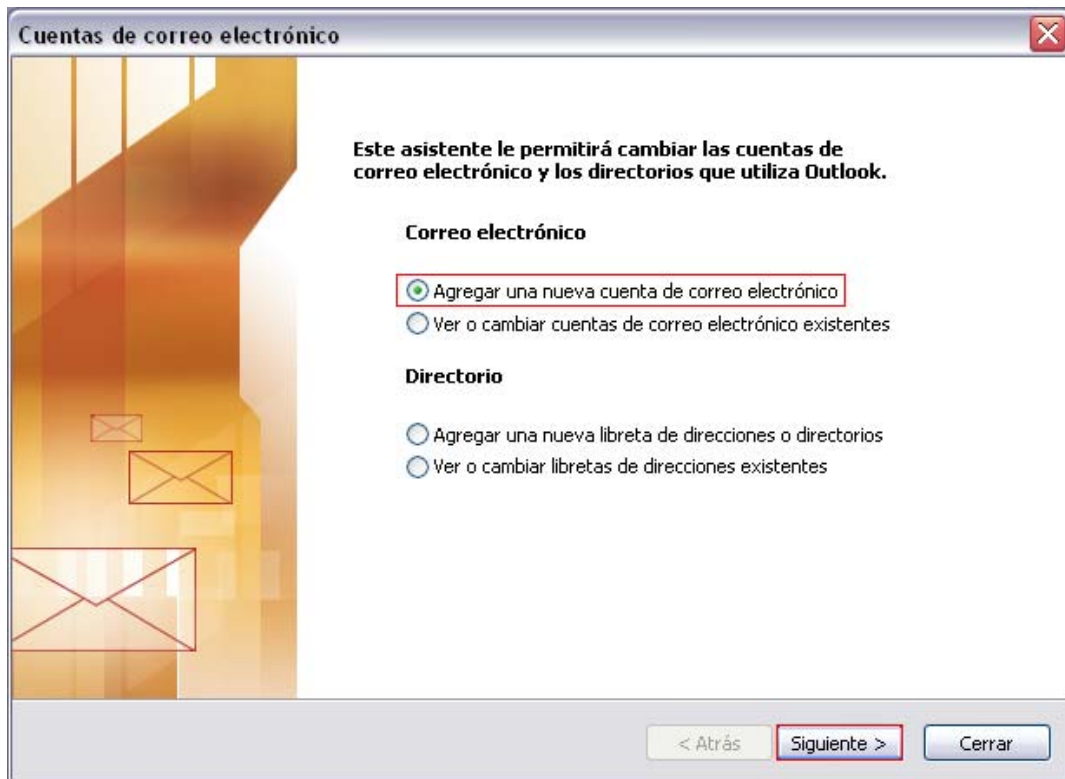 Cuentas de correo electrónico
Este asistente le permitirá cambiar las cuentas de
correo electrónico y los directorios que utiliza Outlook.
Correo electrónico
Agregar una nueva cuenta de correo electrónico
Ver o cambiar cuentas de correo electrónico existentes
Directorio
Agregar una nueva libreta de direcciones o directorios
Ver o cambiar libretas de direcciones existentes
< Atrás
Siguiente >
Cerrar